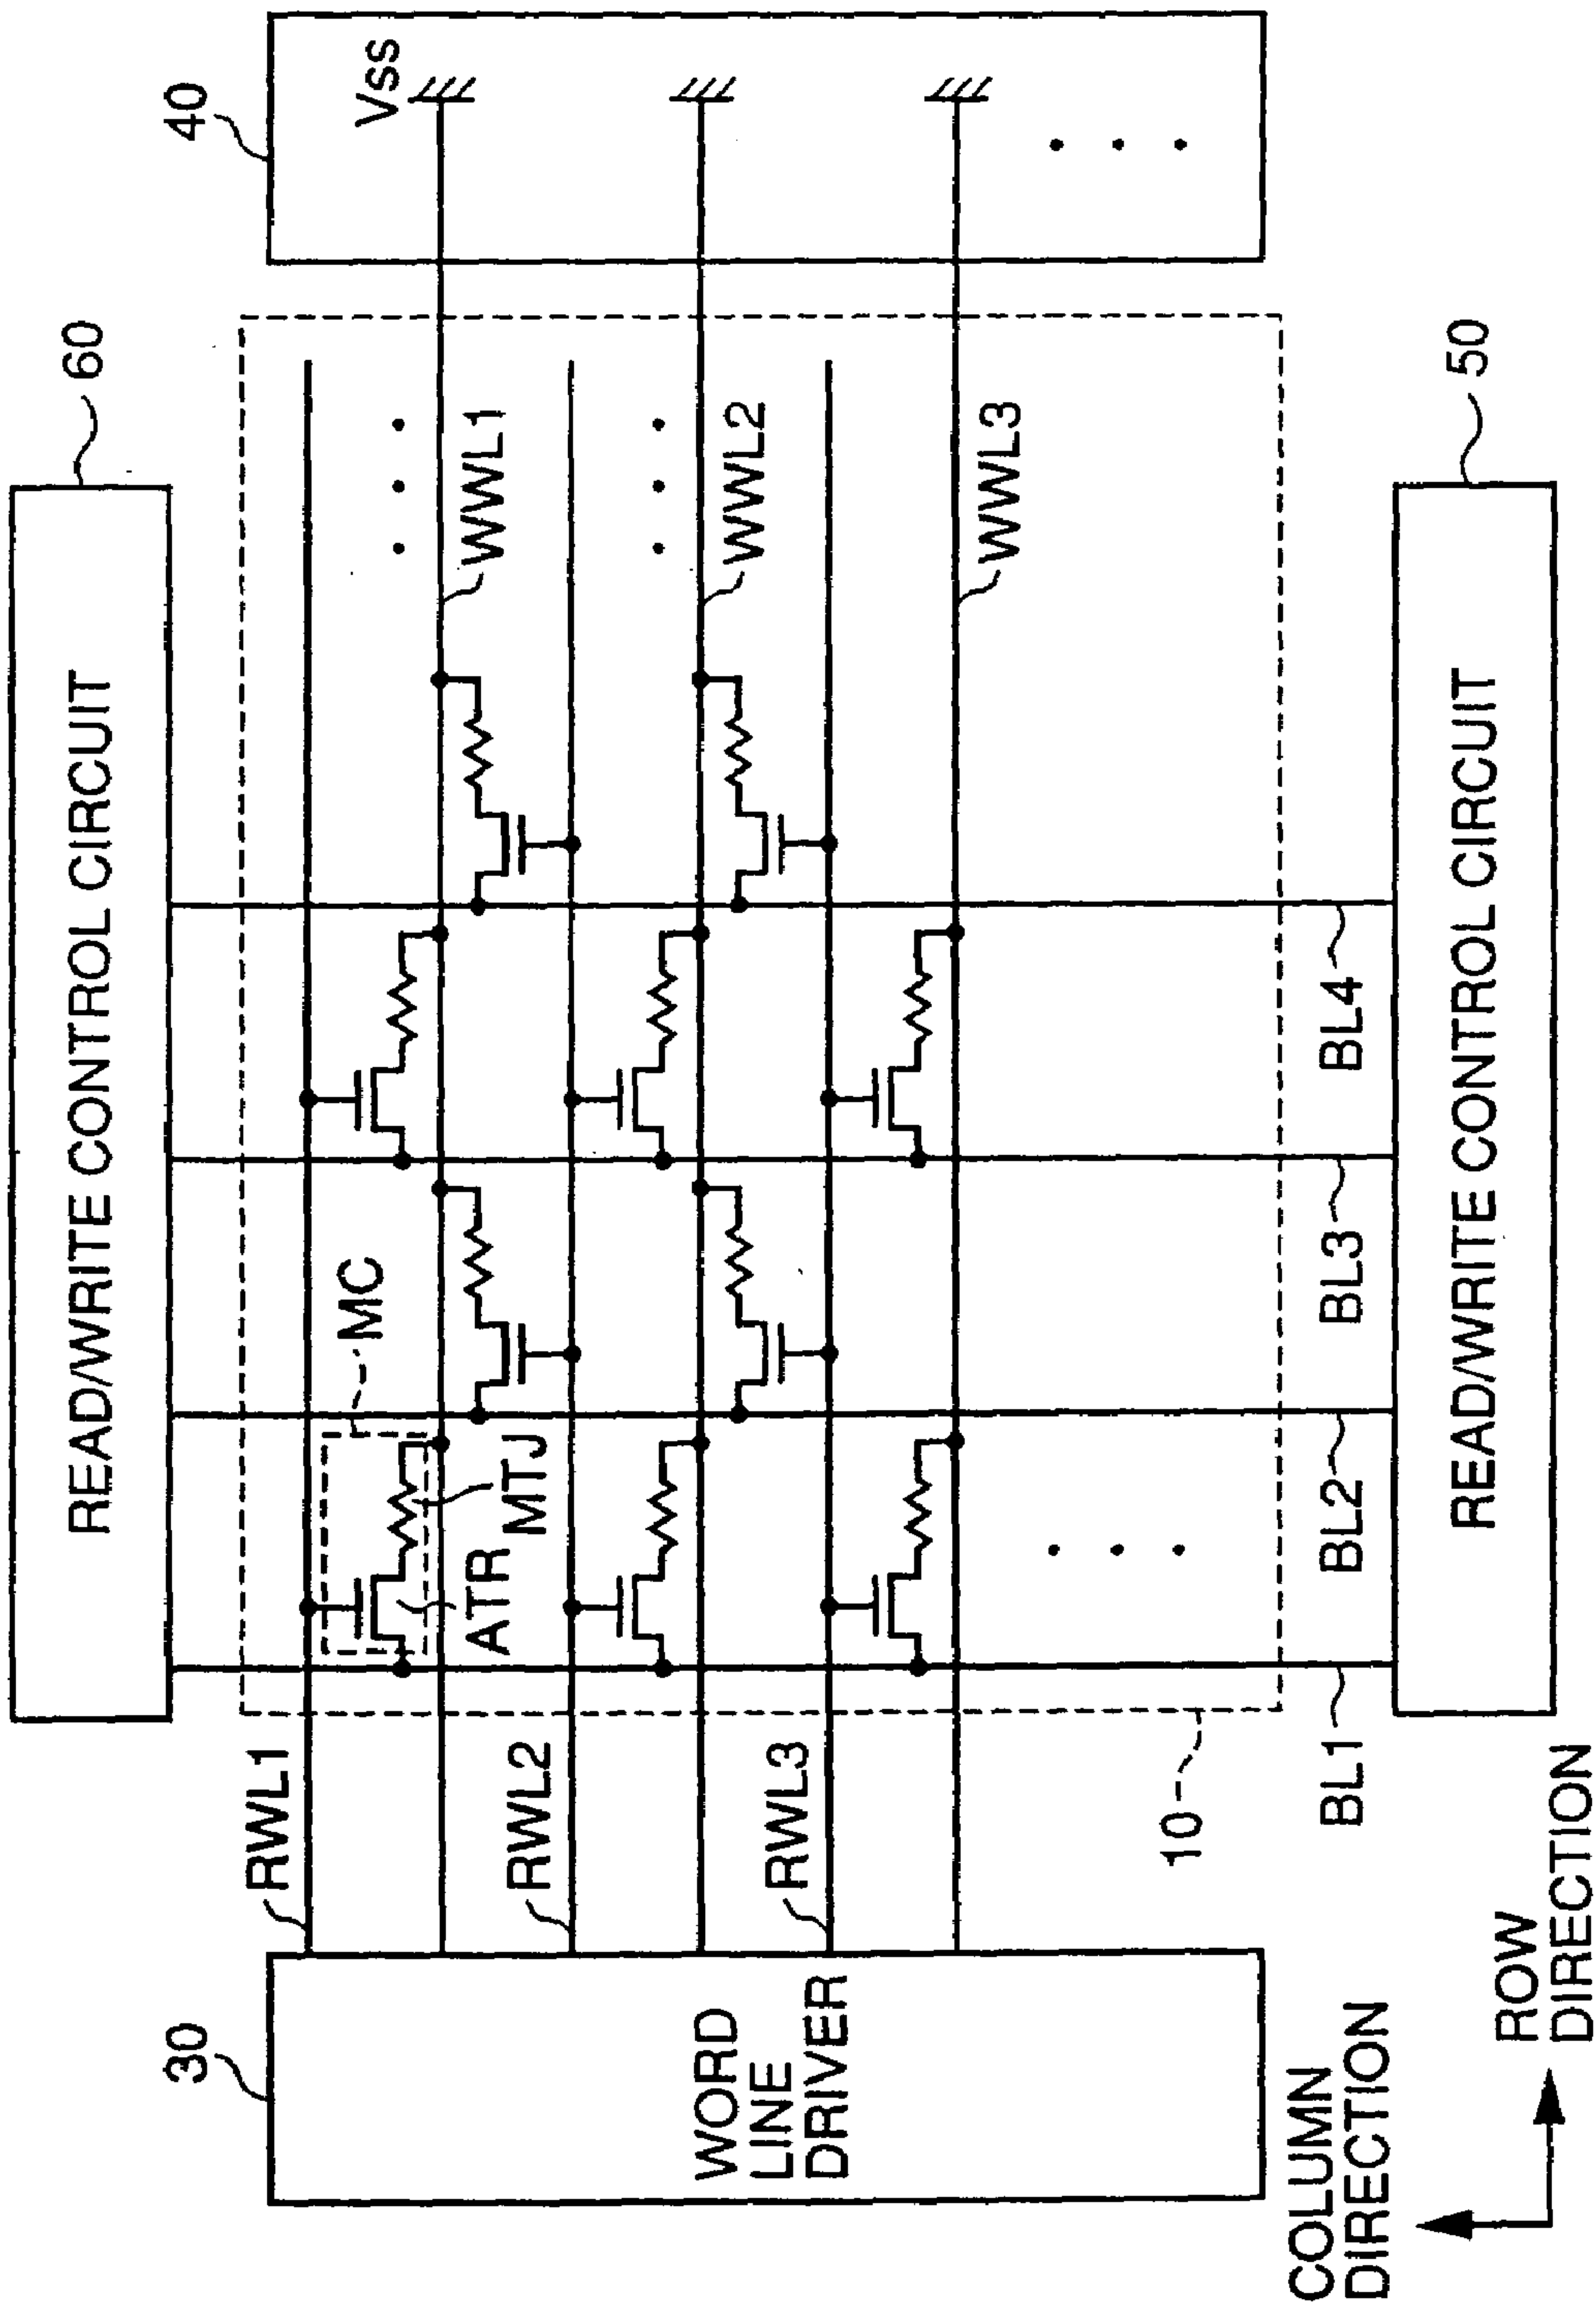 READ/WRITE CONTROL CIRCUIT
60
30
WORD
LINE
DRIVER
40
Vss
RWL1
MC
ATR
MTJ
WWL1
RWL2
WWL2
RWL3
WWL3
10
BL1
BL2
BL3
BL4
READ/WRITE CONTROL CIRCUIT
50
COLUMN
DIRECTION
ROW
DIRECTION